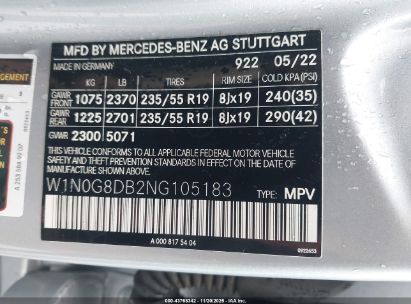 MFD BY MERCEDES-BENZ AG STUTTGART
MADE IN GERMANY 922 05/22
KG LB TIRES RIM SIZE COLD KPA(PSI)
GAWR FRONT 1075 2370 235/55 R19 8Jx19 240(35)
GAWR REAR 1225 2701 235/55 R19 8Jx19 290(42)
GVWR 2300 5071
THIS VEHICLE CONFORMS TO ALL APPLICABLE FEDERAL MOTOR VEHICLE
SAFETY, BUMPER, AND THEFT PREVENTION STANDARDS IN EFFECT ON
THE DATE OF MANUFACTURE SHOWN ABOVE.
W1N0G8DB2NG105183 TYPE: MPV
A 000 817 54 04
0922653